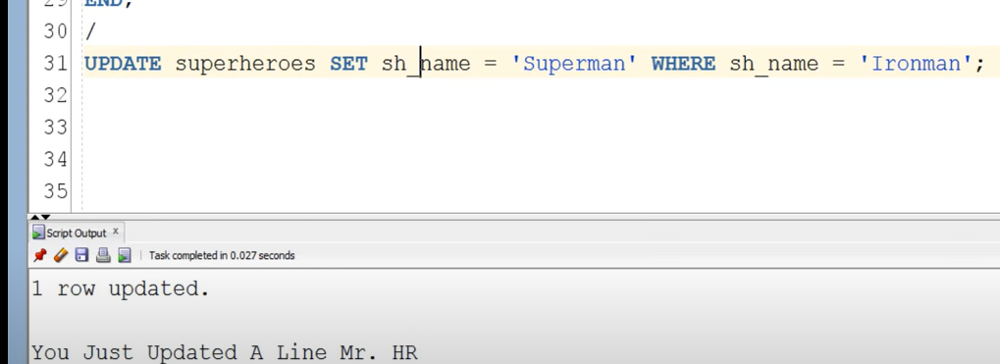 29 END;
30 /
31 UPDATE superheroes SET sh_name = 'Superman' WHERE sh_name = 'Ironman';
32
33
34
35
Script Output x
Task completed in 0.027 seconds
1 row updated.
You Just Updated A Line Mr. HR